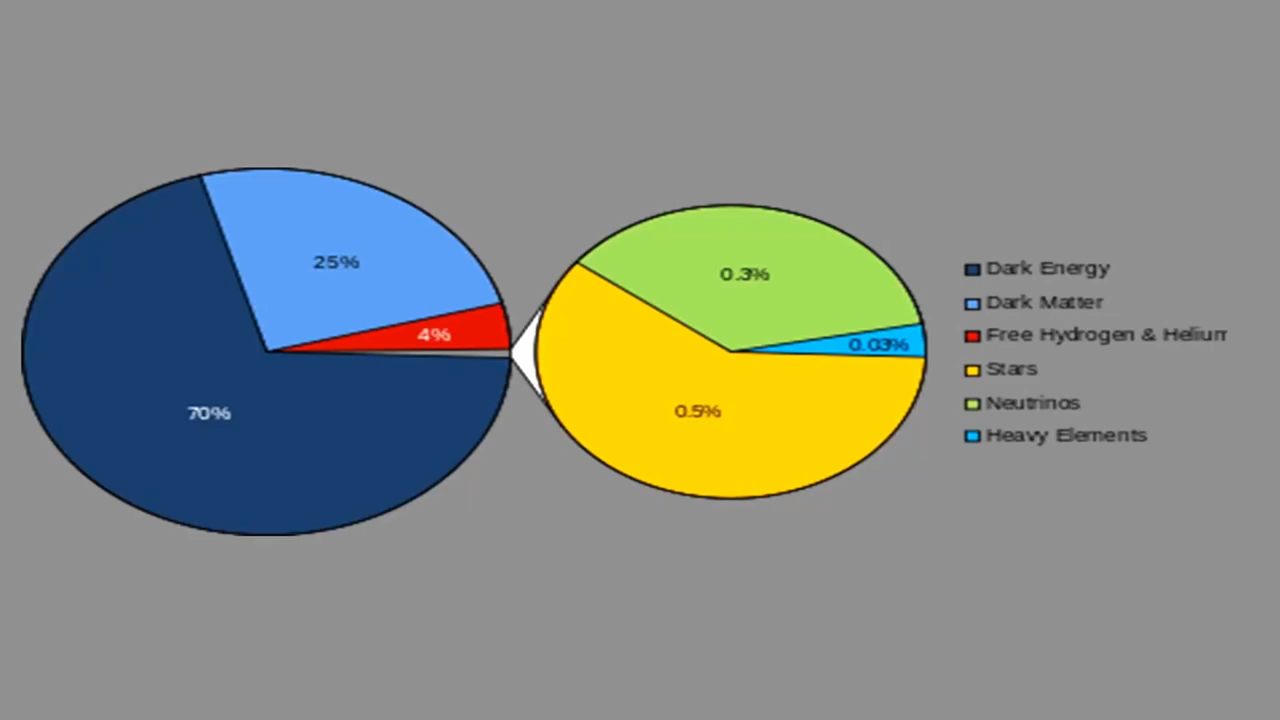 25%
4%
70%
0.3%
0.03%
0.5%
Dark Energy
Dark Matter
Free Hydrogen & Helium
Stars
Neutrinos
Heavy Elements